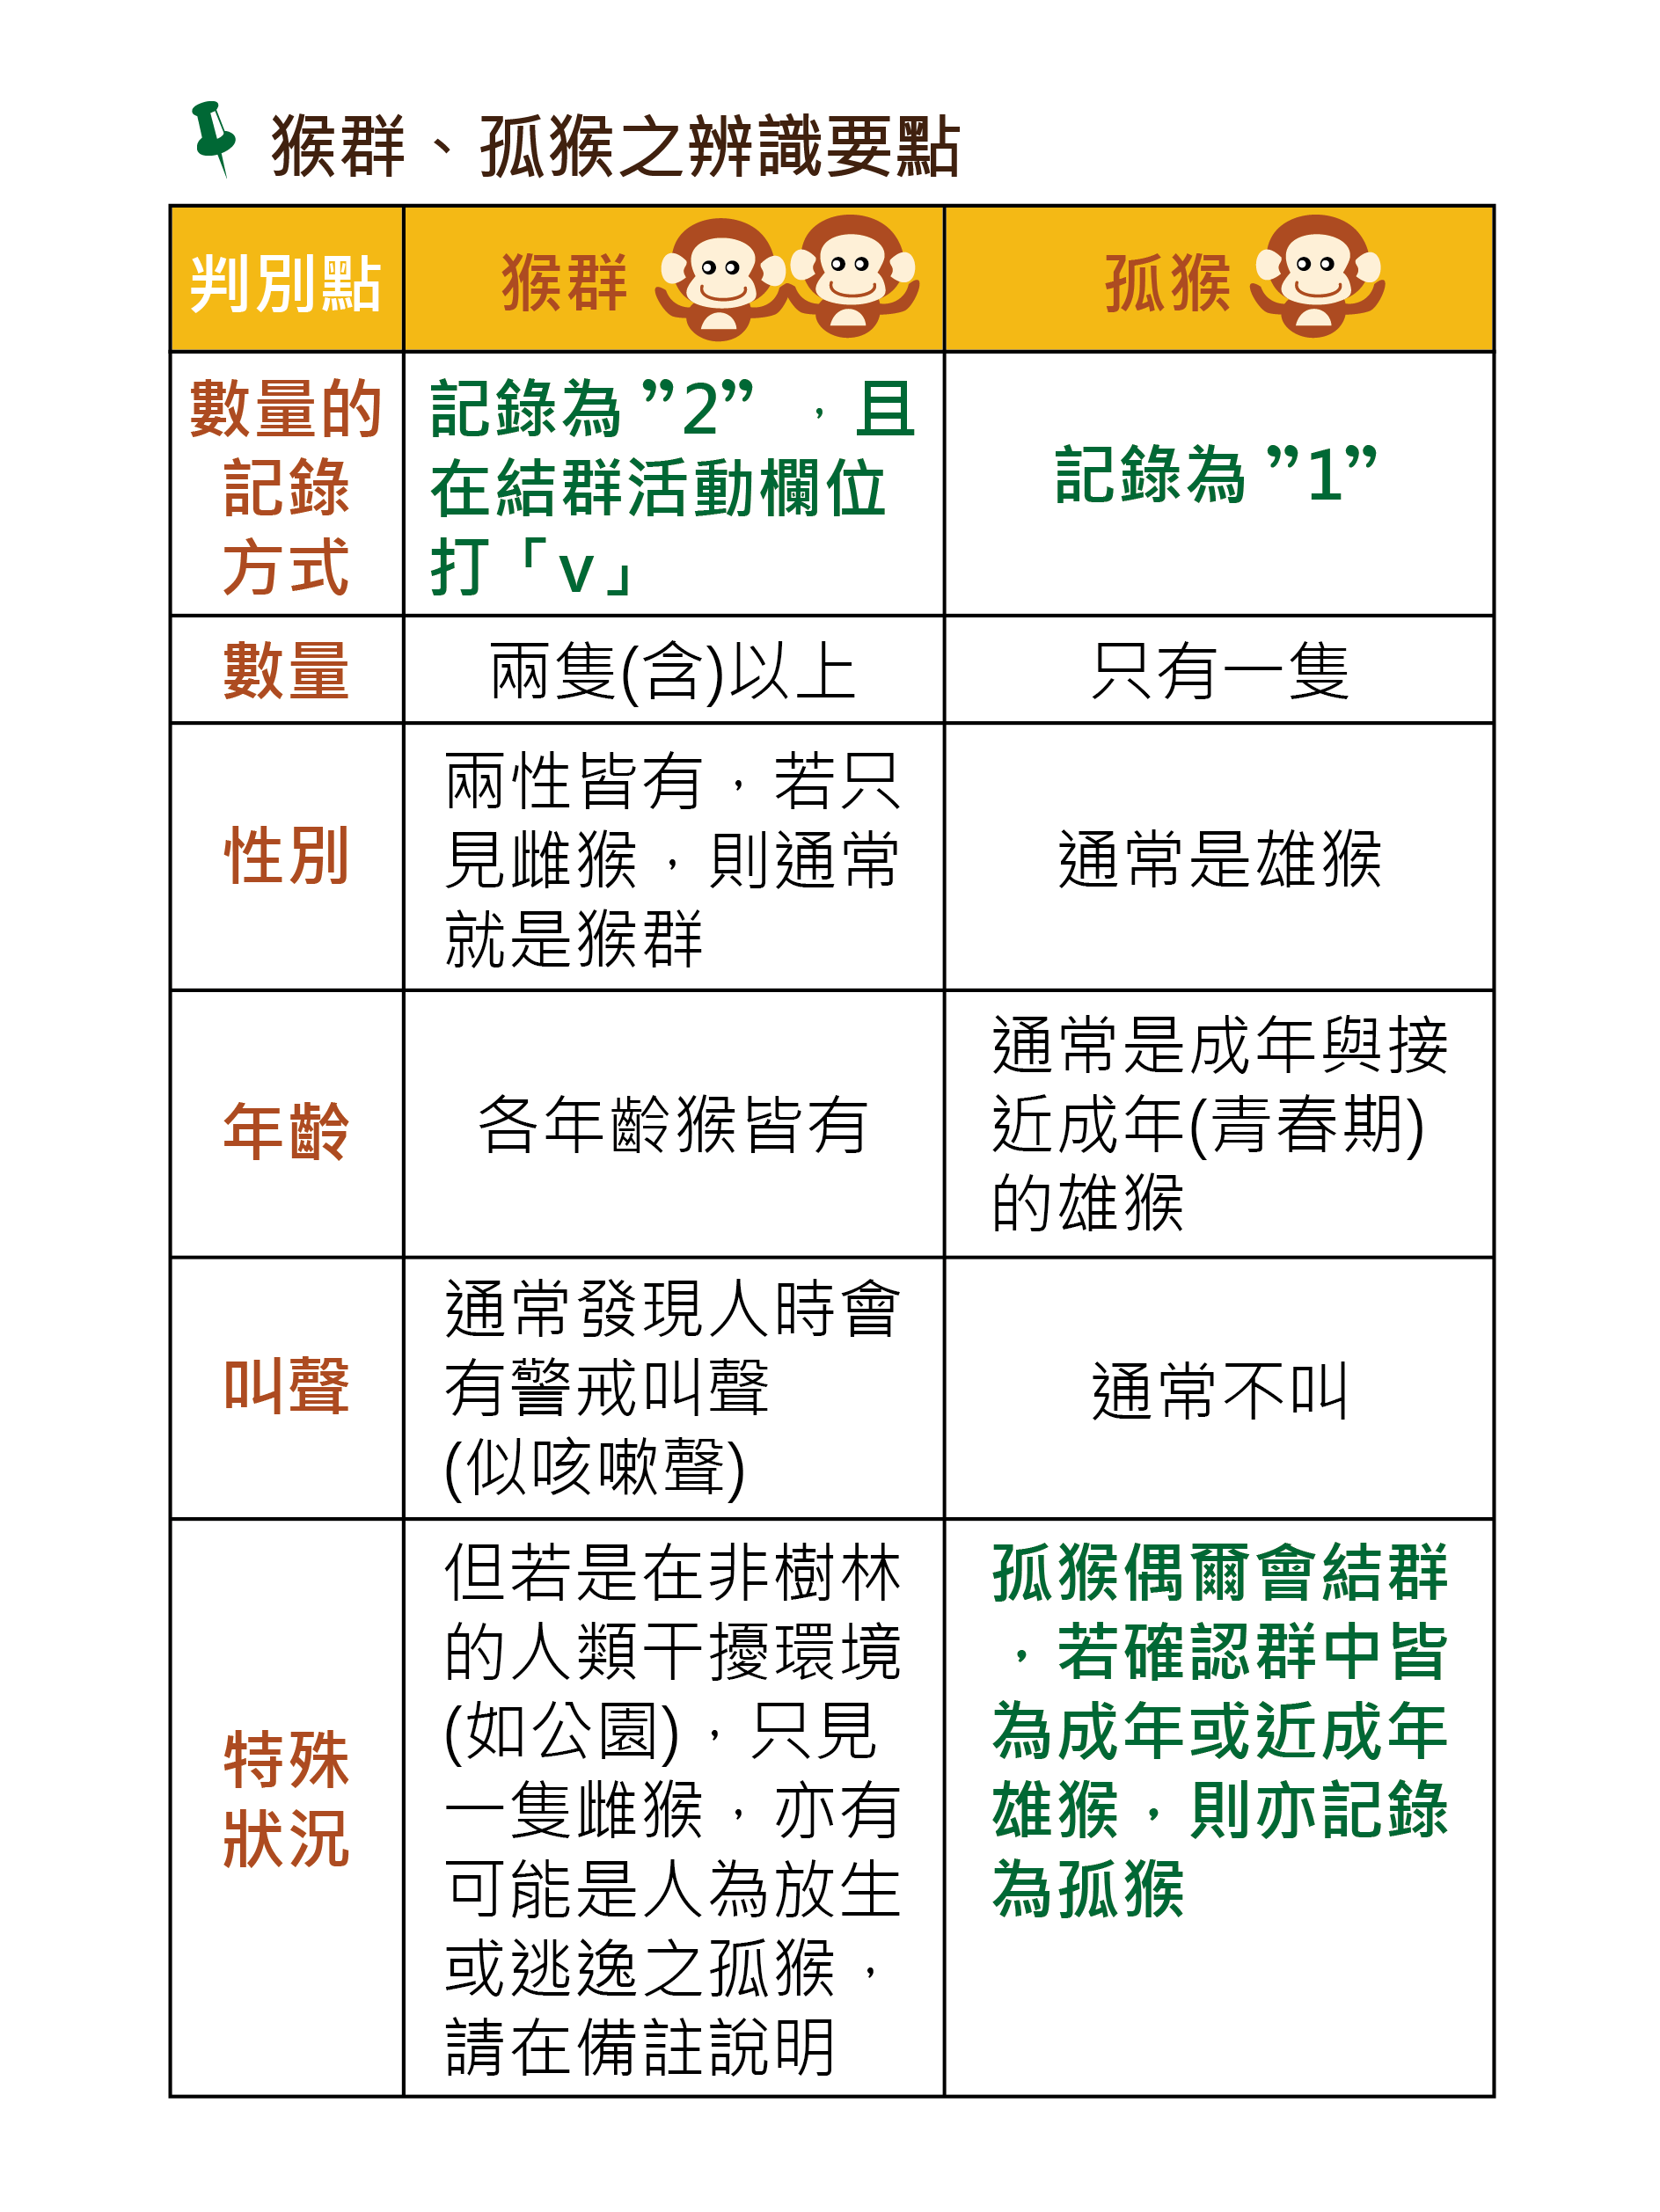 猴群、孤猴之辨識要點
判別點
猴群
孤猴
數量的
記錄
方式
記錄為”2”，且
在結群活動欄位
打「v」
記錄為”1”
數量
兩隻(含)以上
只有一隻
性別
兩性皆有，若只
見雌猴，則通常
就是猴群
通常是雄猴
年齡
各年齡猴皆有
通常是成年與接
近成年(青春期)
的雄猴
叫聲
通常發現人時會
有警戒叫聲
(似咳嗽聲)
通常不叫
特殊
狀況
但若是在非樹林
的人類干擾環境
(如公園)，只見
一隻雌猴，亦有
可能是人為放生
或逃逸之孤猴，
請在備註說明
孤猴偶爾會結群
，若確認群中皆
為成年或近成年
雄猴，則亦記錄
為孤猴